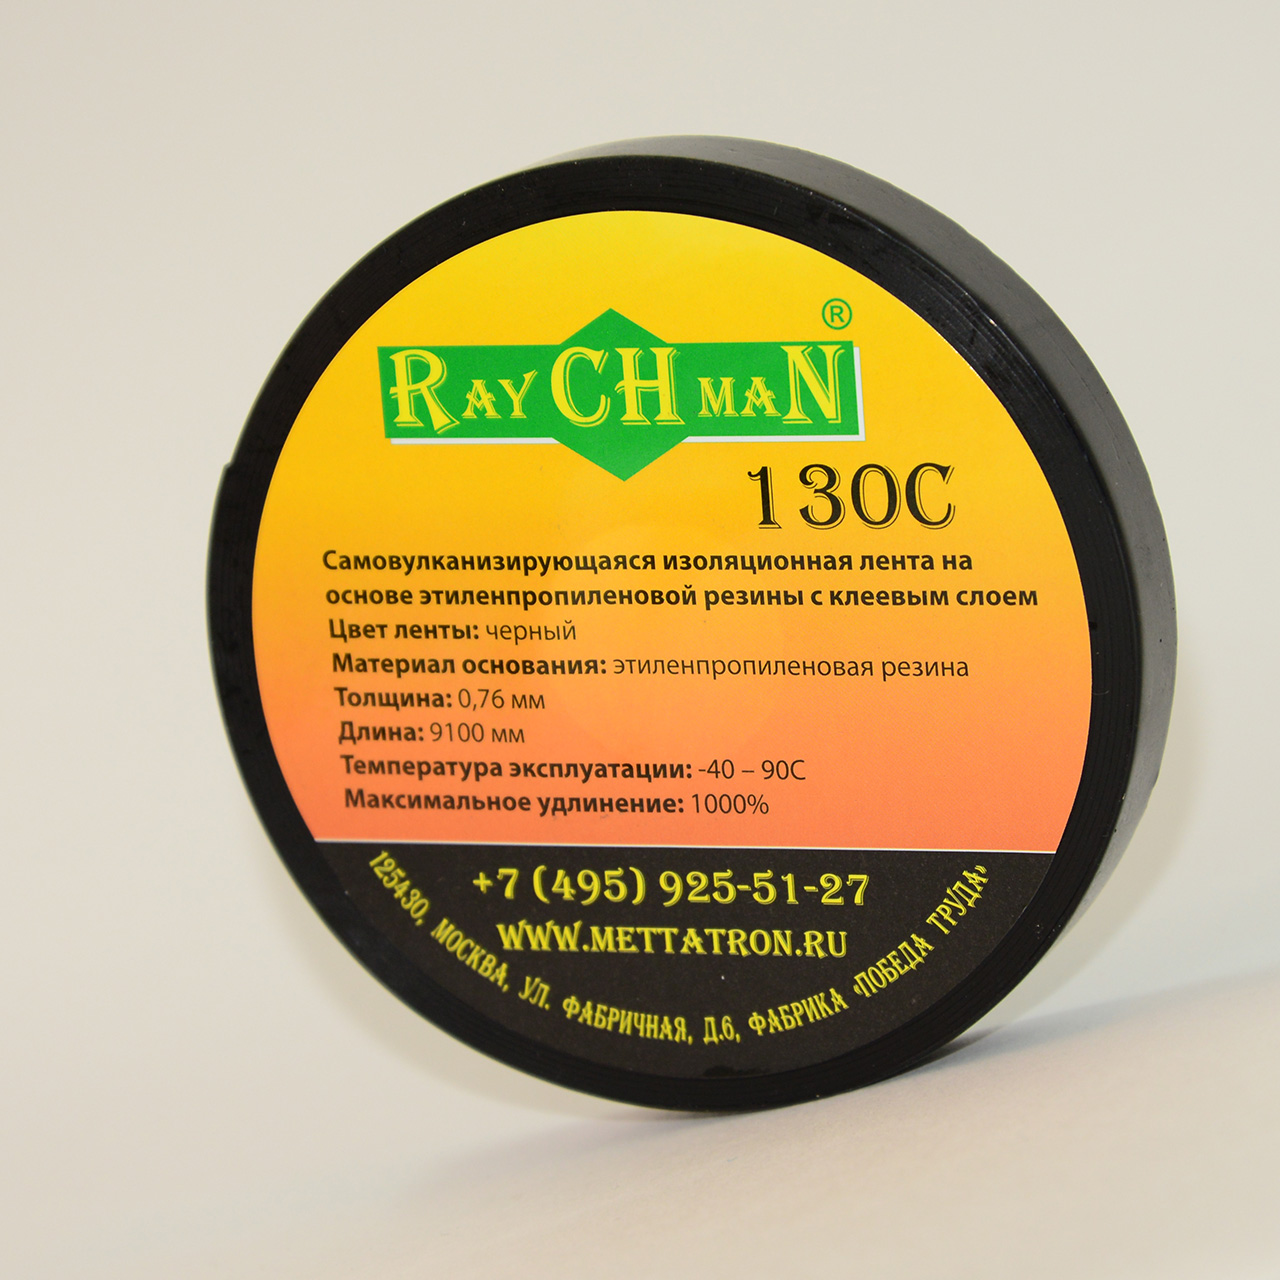 RAYCHMAN ®
130C
Самовулканизирующаяся изоляционная лента на
основе этиленпропиленовой резины с клеевым слоем
Цвет ленты: черный
Материал основания: этиленпропиленовая резина
Толщина: 0,76 мм
Длина: 9100 мм
Температура эксплуатации: -40 – 90С
Максимальное удлинение: 1000%
+7 (495) 925-51-27
WWW.METTATRON.RU
125430, МОСКВА, УЛ. ФАБРИЧНАЯ, Д.6, ФАБРИКА «ПОБЕДА ТРУДА»